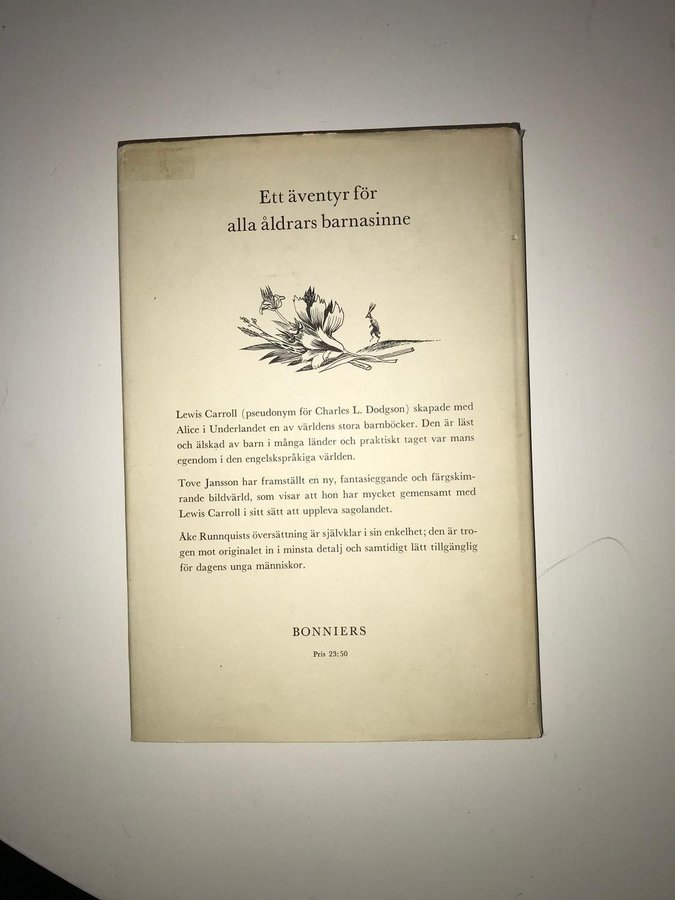 Ett äventyr för
alla åldrars barnasinne
Lewis Carroll (pseudonym för Charles L. Dodgson) skapade med
Alice i Underlandet en av världens stora barnböcker. Den är läst
och älskad av barn i många länder och praktiskt taget var mans
egendom i den engelskspråkiga världen.
Tove Jansson har framställt en ny, fantasieggande och färgskim-
rande bildvärld, som visar att hon har mycket gemensamt med
Lewis Carroll i sitt sätt att uppleva sagolandet.
Åke Runnquists översättning är självklar i sin enkelhet; den är tro-
gen mot originalet in i minsta detalj och samtidigt lätt tillgänglig
för dagens unga människor.
BONNIERS
Pris 23:50